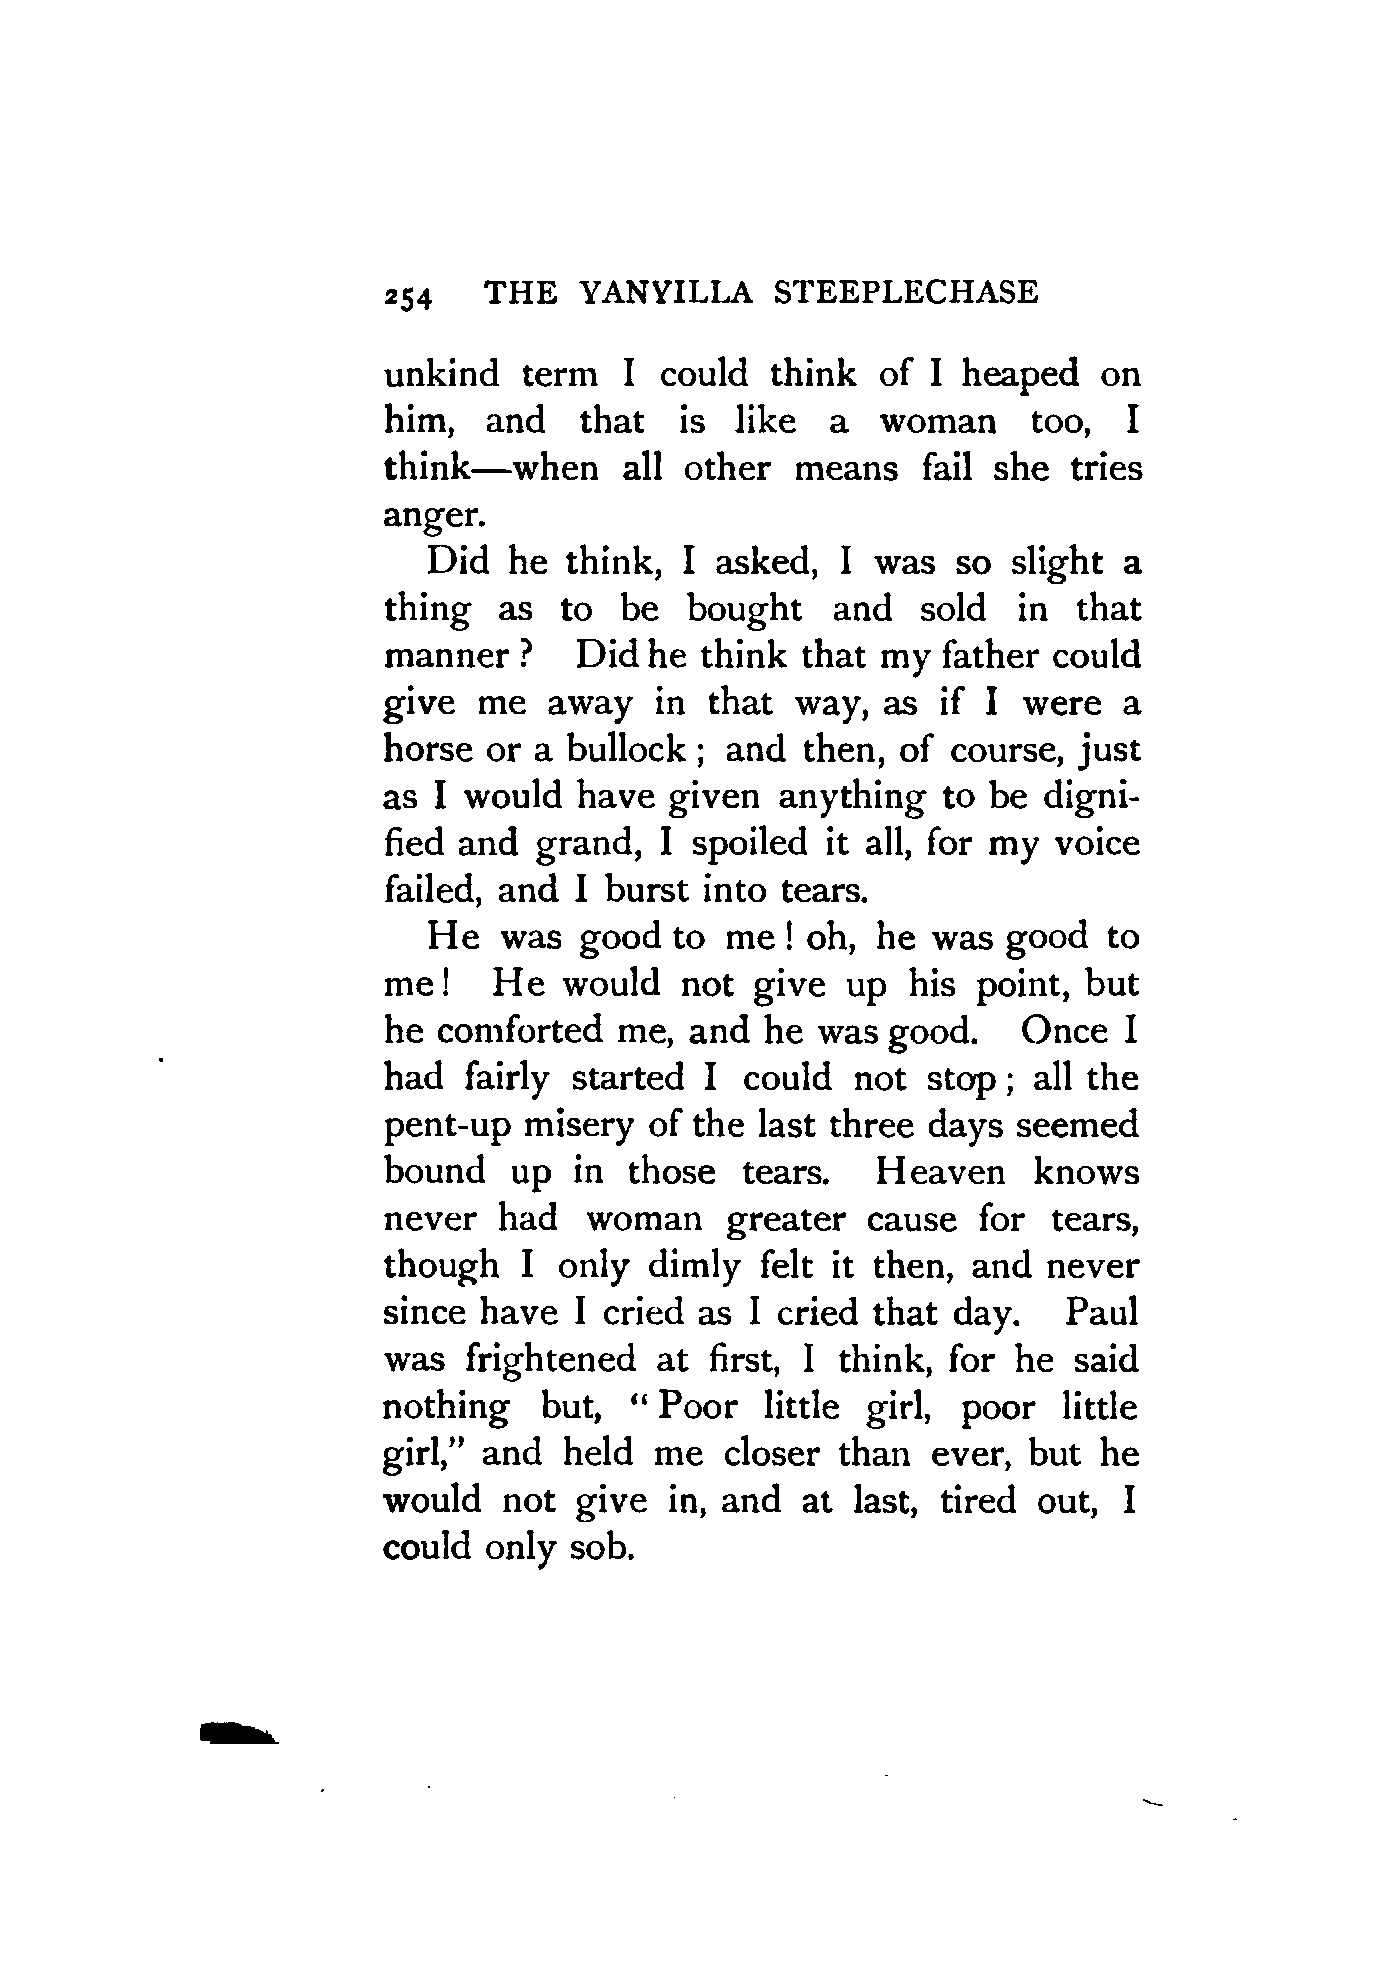 254 THE YANYILLA STEEPLECHASE
unkind term I could think of I heaped on
him, and that is like a woman too, I
think—when all other means fail she tries
anger.
Did he think, I asked, I was so slight a
thing as to be bought and sold in that
manner ? Did he think that my father could
give me away in that way, as if I were a
horse or a bullock ; and then, of course, just
as I would have given anything to be digni-
fied and grand, I spoiled it all, for my voice
failed, and I burst into tears.
He was good to me ! oh, he was good to
me ! He would not give up his point, but
he comforted me, and he was good. Once I
had fairly started I could not stop ; all the
pent-up misery of the last three days seemed
bound up in those tears. Heaven knows
never had woman greater cause for tears,
though I only dimly felt it then, and never
since have I cried as I cried that day. Paul
was frightened at first, I think, for he said
nothing but, “ Poor little girl, poor little
girl,” and held me closer than ever, but he
would not give in, and at last, tired out, I
could only sob.